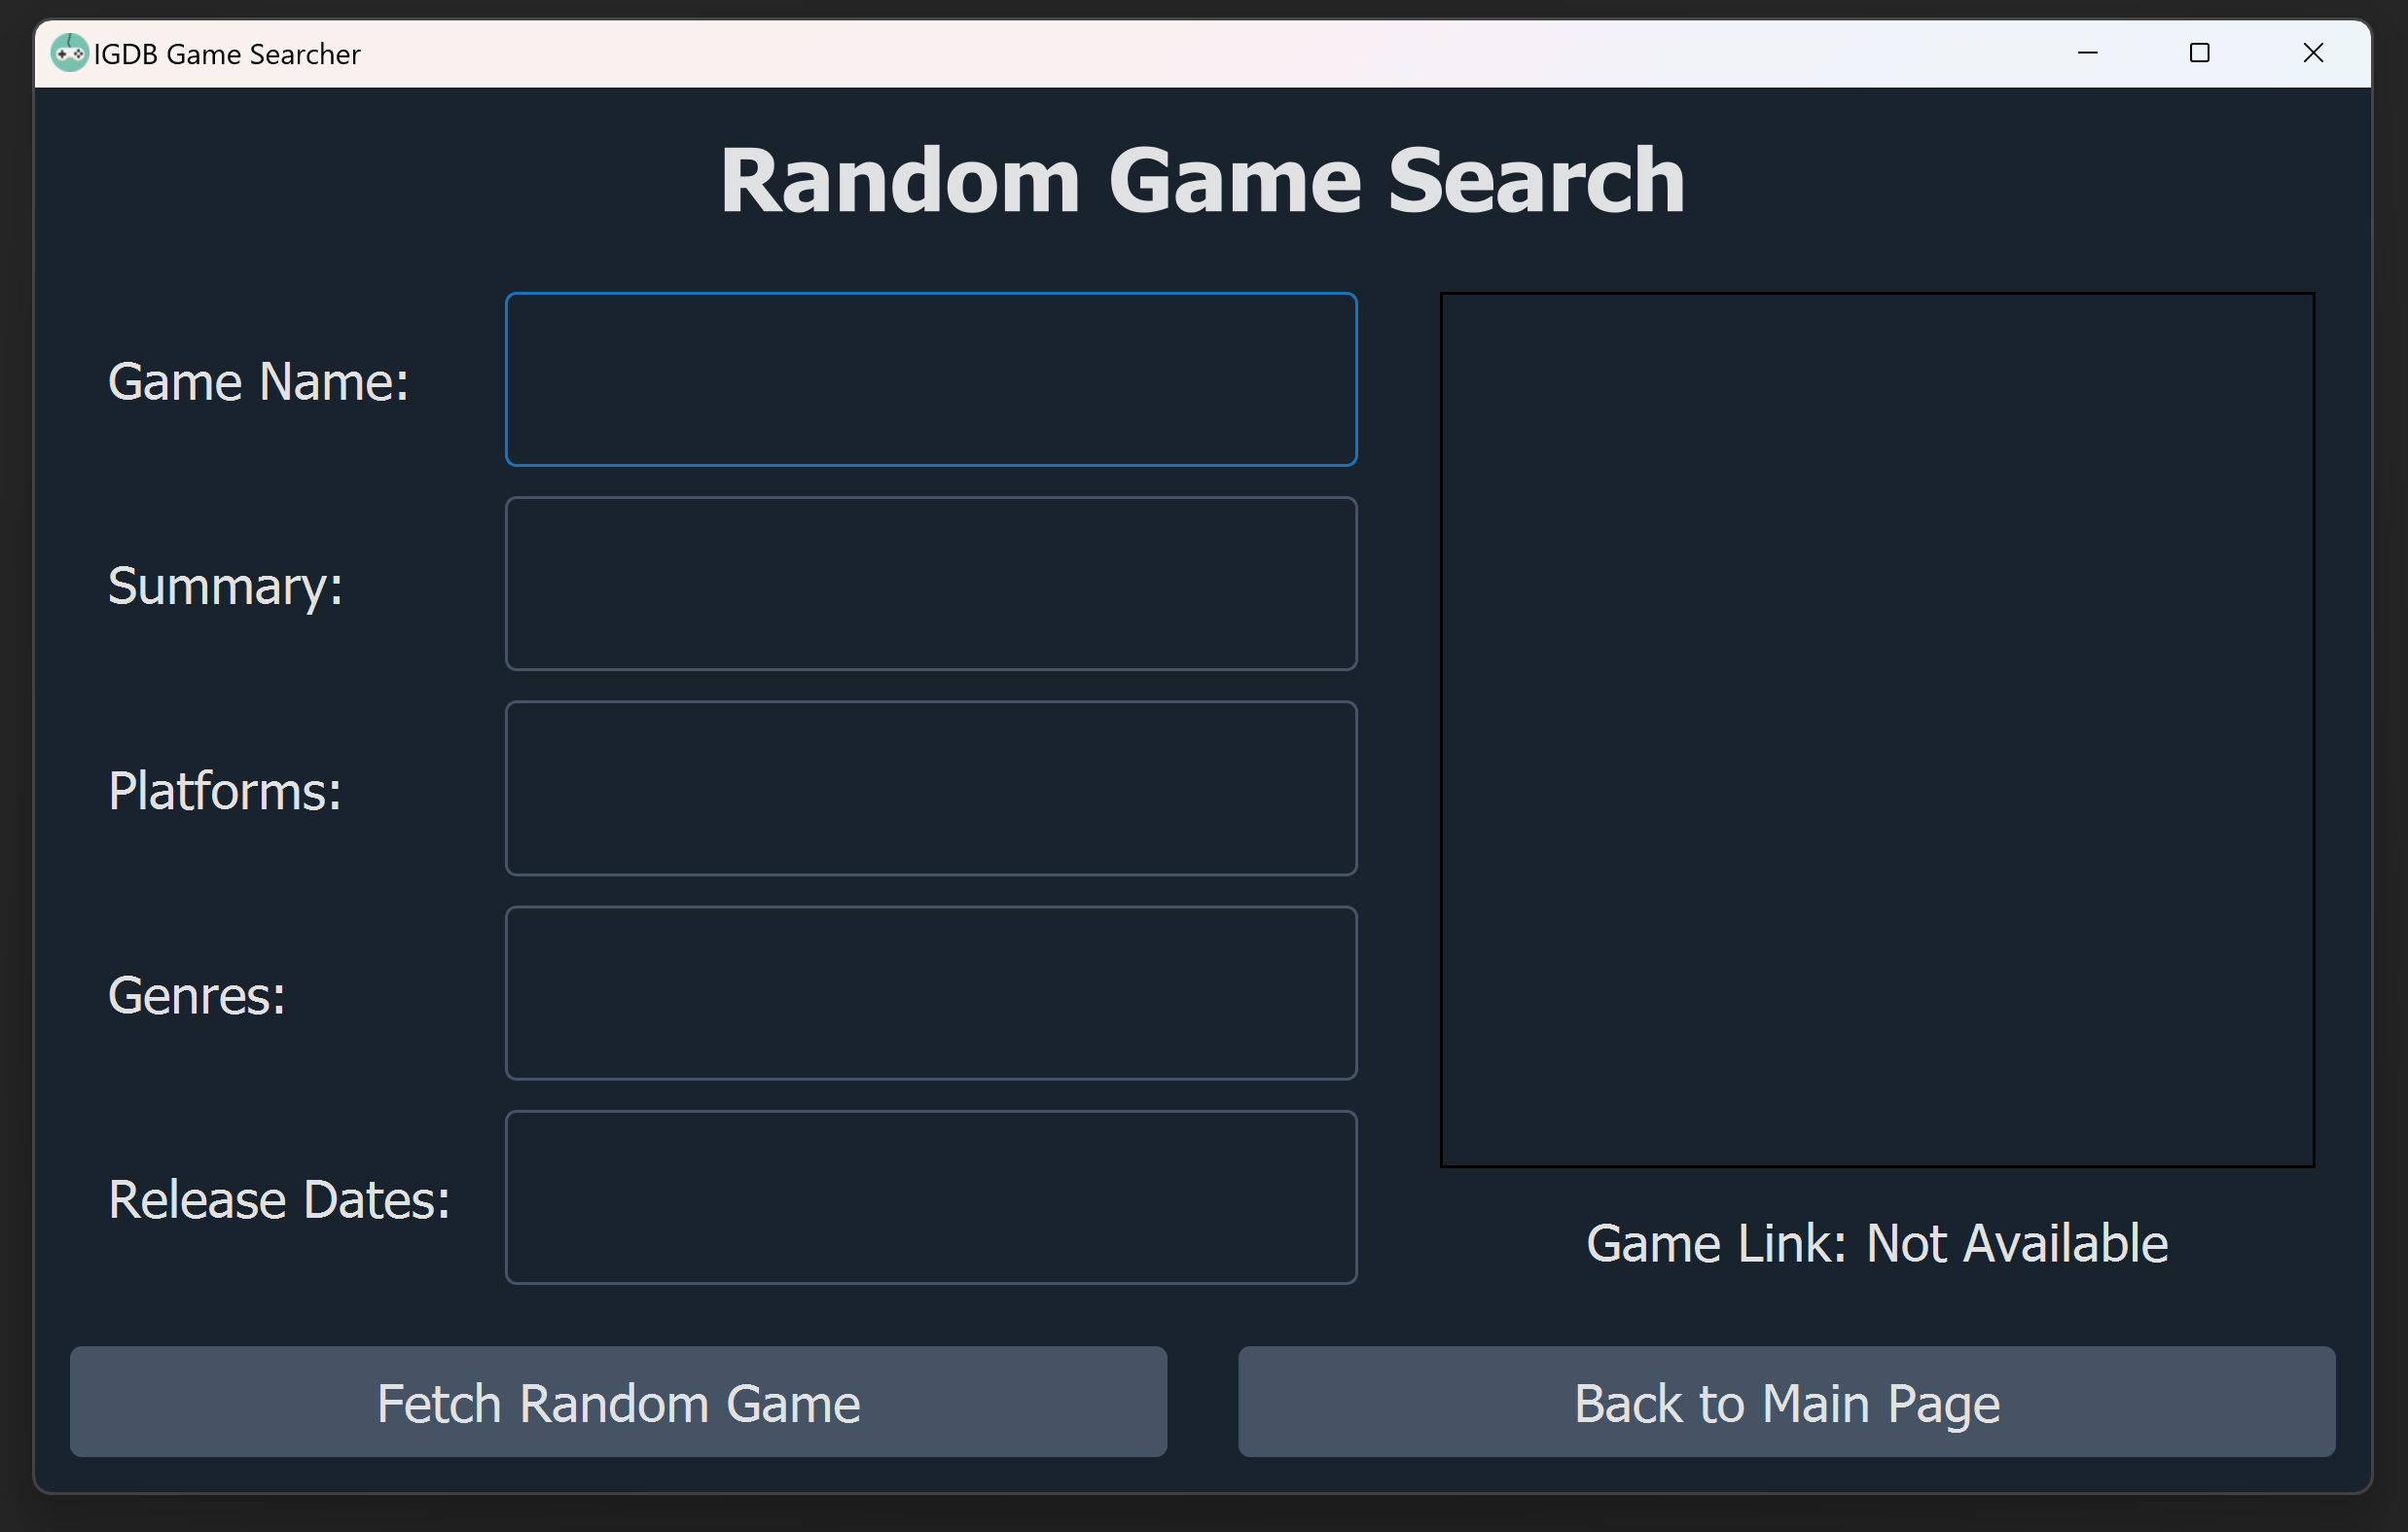 IGDB Game Searcher
Random Game Search
Game Name:
Summary:
Platforms:
Genres:
Release Dates:
Game Link: Not Available
Fetch Random Game
Back to Main Page